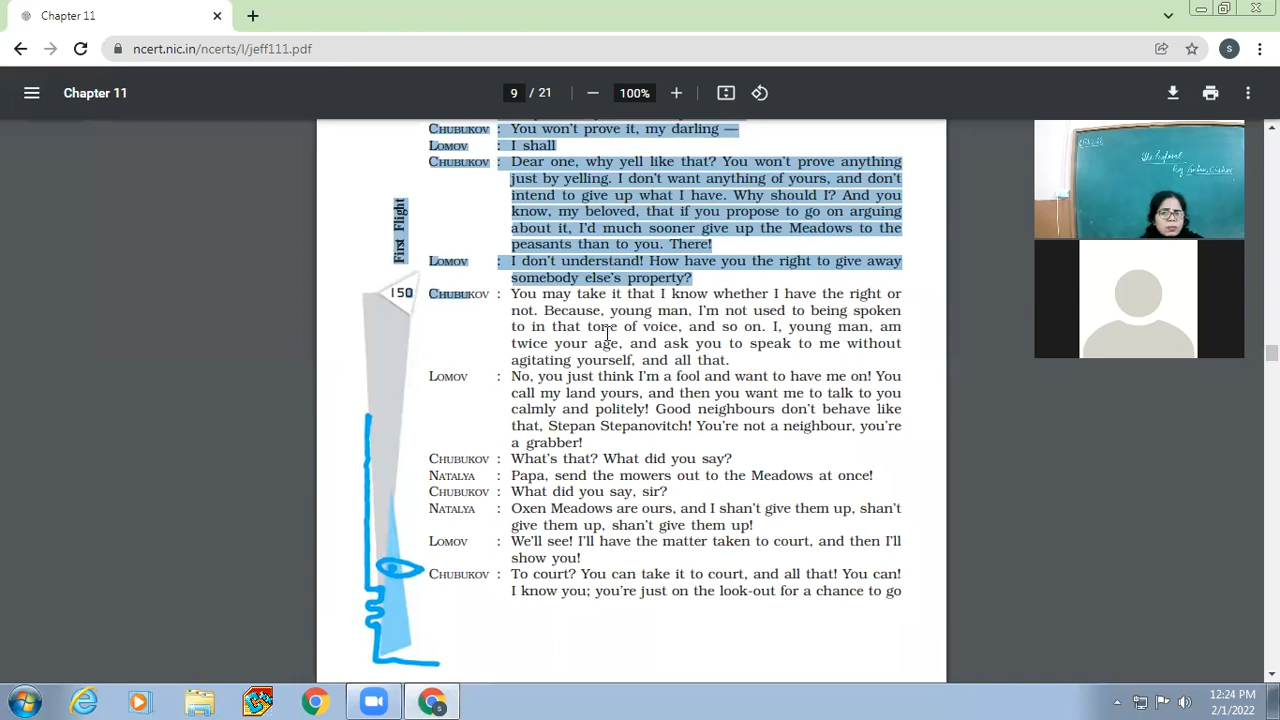 Chapter 11
ncert.nic.in/ncerts/l/jeff111.pdf
S
Chapter 11
9 / 21
100%
CHUBUKOV : You won't prove it, my darling —
LOMOV : I shall
CHUBUKOV : Dear one, why yell like that? You won't prove anything
just by yelling. I don't want anything of yours, and don't
intend to give up what I have. Why should I? And you
know, my beloved, that if you propose to go on arguing
about it, I'd much sooner give up the Meadows to the
peasants than to you. There!
LOMOV : I don't understand! How have you the right to give away
somebody else's property?
CHUBUKOV : You may take it that I know whether I have the right or
not. Because, young man, I'm not used to being spoken
to in that tone of voice, and so on. I, young man, am
twice your age, and ask you to speak to me without
agitating yourself, and all that.
LOMOV : No, you just think I'm a fool and want to have me on! You
call my land yours, and then you want me to talk to you
calmly and politely! Good neighbours don't behave like
that, Stepan Stepanovitch! You're not a neighbour, you're
a grabber!
CHUBUKOV : What's that? What did you say?
NATALYA : Papa, send the mowers out to the Meadows at once!
CHUBUKOV : What did you say, sir?
NATALYA : Oxen Meadows are ours, and I shan't give them up, shan't
give them up, shan't give them up!
LOMOV : We'll see! I'll have the matter taken to court, and then I'll
show you!
CHUBUKOV : To court? You can take it to court, and all that! You can!
I know you; you're just on the look-out for a chance to go
First Flight
150
The Proposal
12:24 PM
2/1/2022